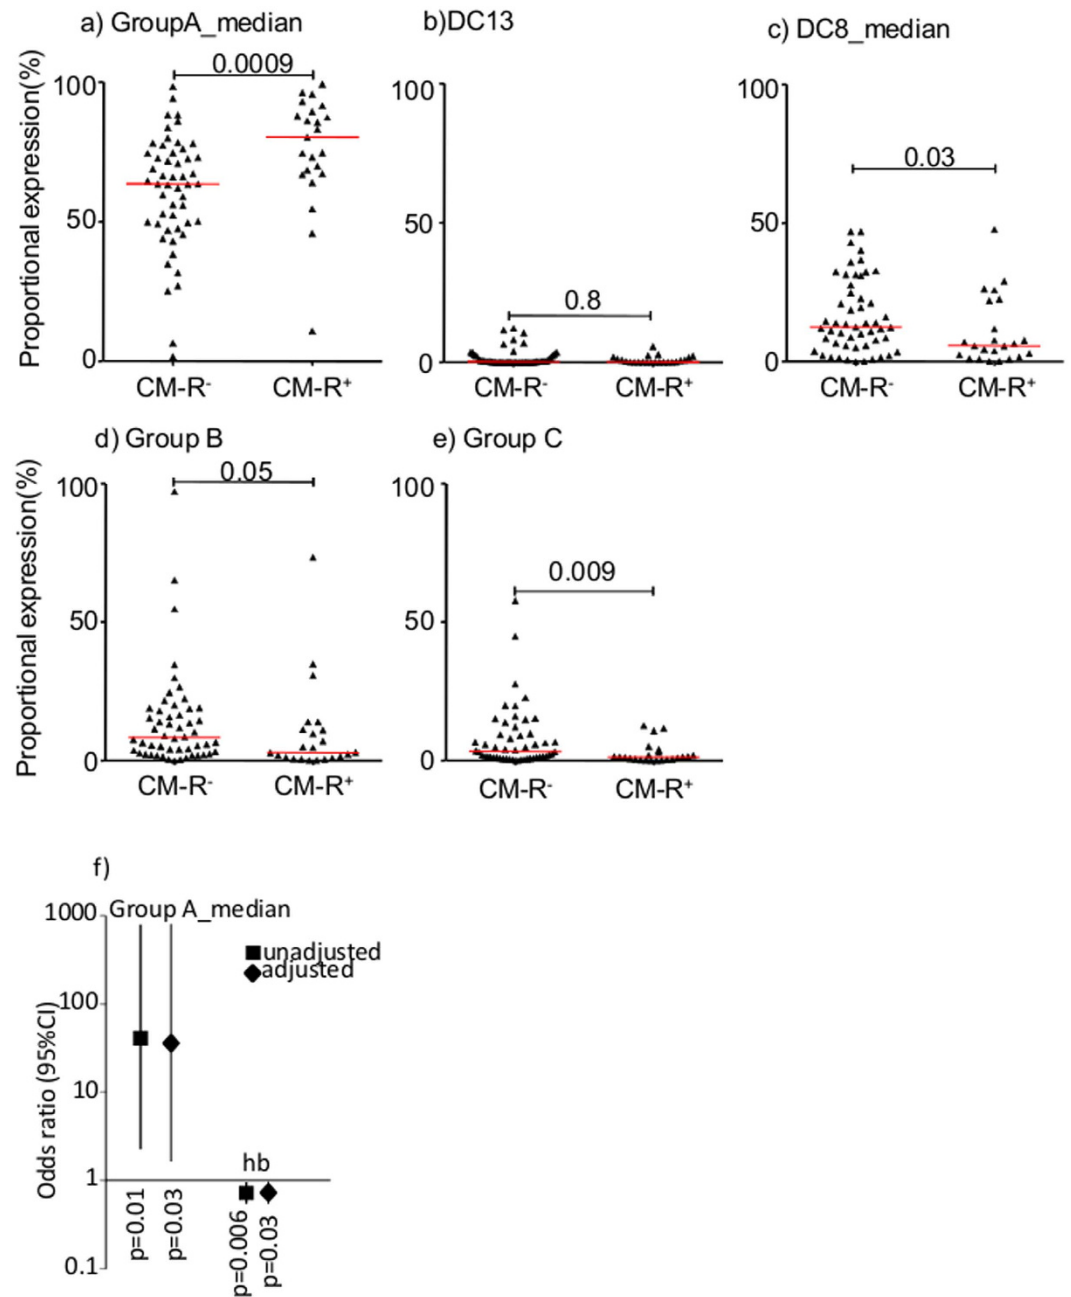 a) GroupA_median
b)DC13
c) DC8_median
Proportional expression(%)
100
50
0
0.0009
CM-R⁻
CM-R⁺
100
50
0
0.8
CM-R⁻
CM-R⁺
100
50
0
0.03
CM-R⁻
CM-R⁺
d) Group B
e) Group C
Proportional expression(%)
100
50
0
0.05
CM-R⁻
CM-R⁺
100
50
0
0.009
CM-R⁻
CM-R⁺
f)
Group A_median
Odds ratio (95%CI)
1000
100
10
1
0.1
unadjusted
adjusted
hb
p=0.01
p=0.03
p=0.006
p=0.03